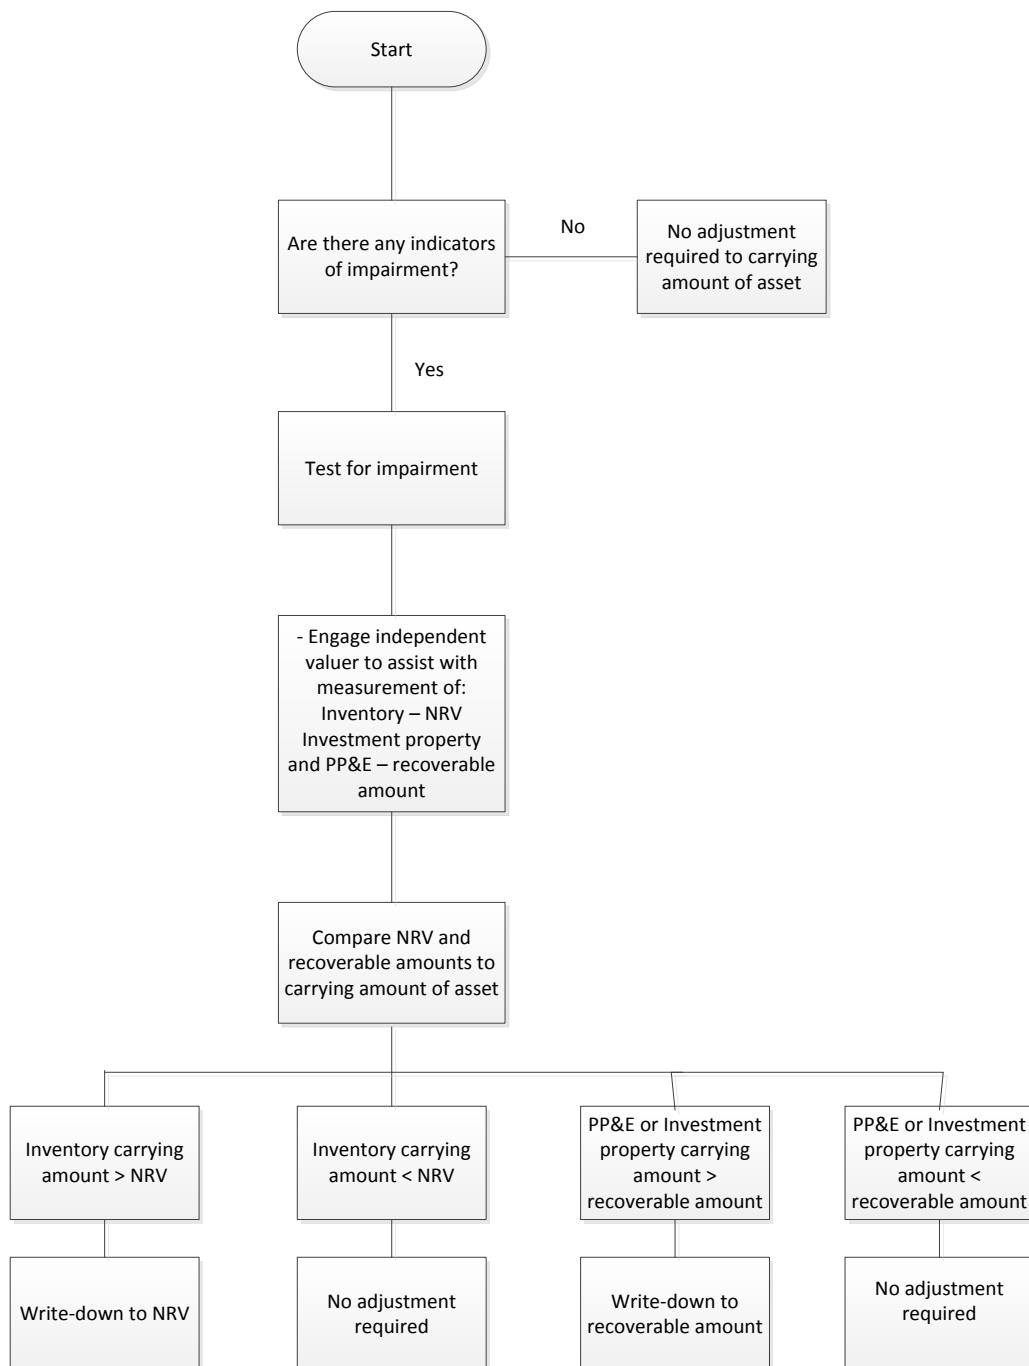 Start
Are there any indicators
of impairment?
No
No adjustment
required to carrying
amount of asset
Yes
Test for impairment
- Engage independent
valuer to assist with
measurement of:
Inventory – NRV
Investment property
and PP&E – recoverable
amount
Compare NRV and
recoverable amounts to
carrying amount of asset
Inventory carrying
amount > NRV
Inventory carrying
amount < NRV
PP&E or Investment
property carrying
amount >
recoverable amount
PP&E or Investment
property carrying
amount <
recoverable amount
Write-down to NRV
No adjustment
required
Write-down to
recoverable amount
No adjustment
required